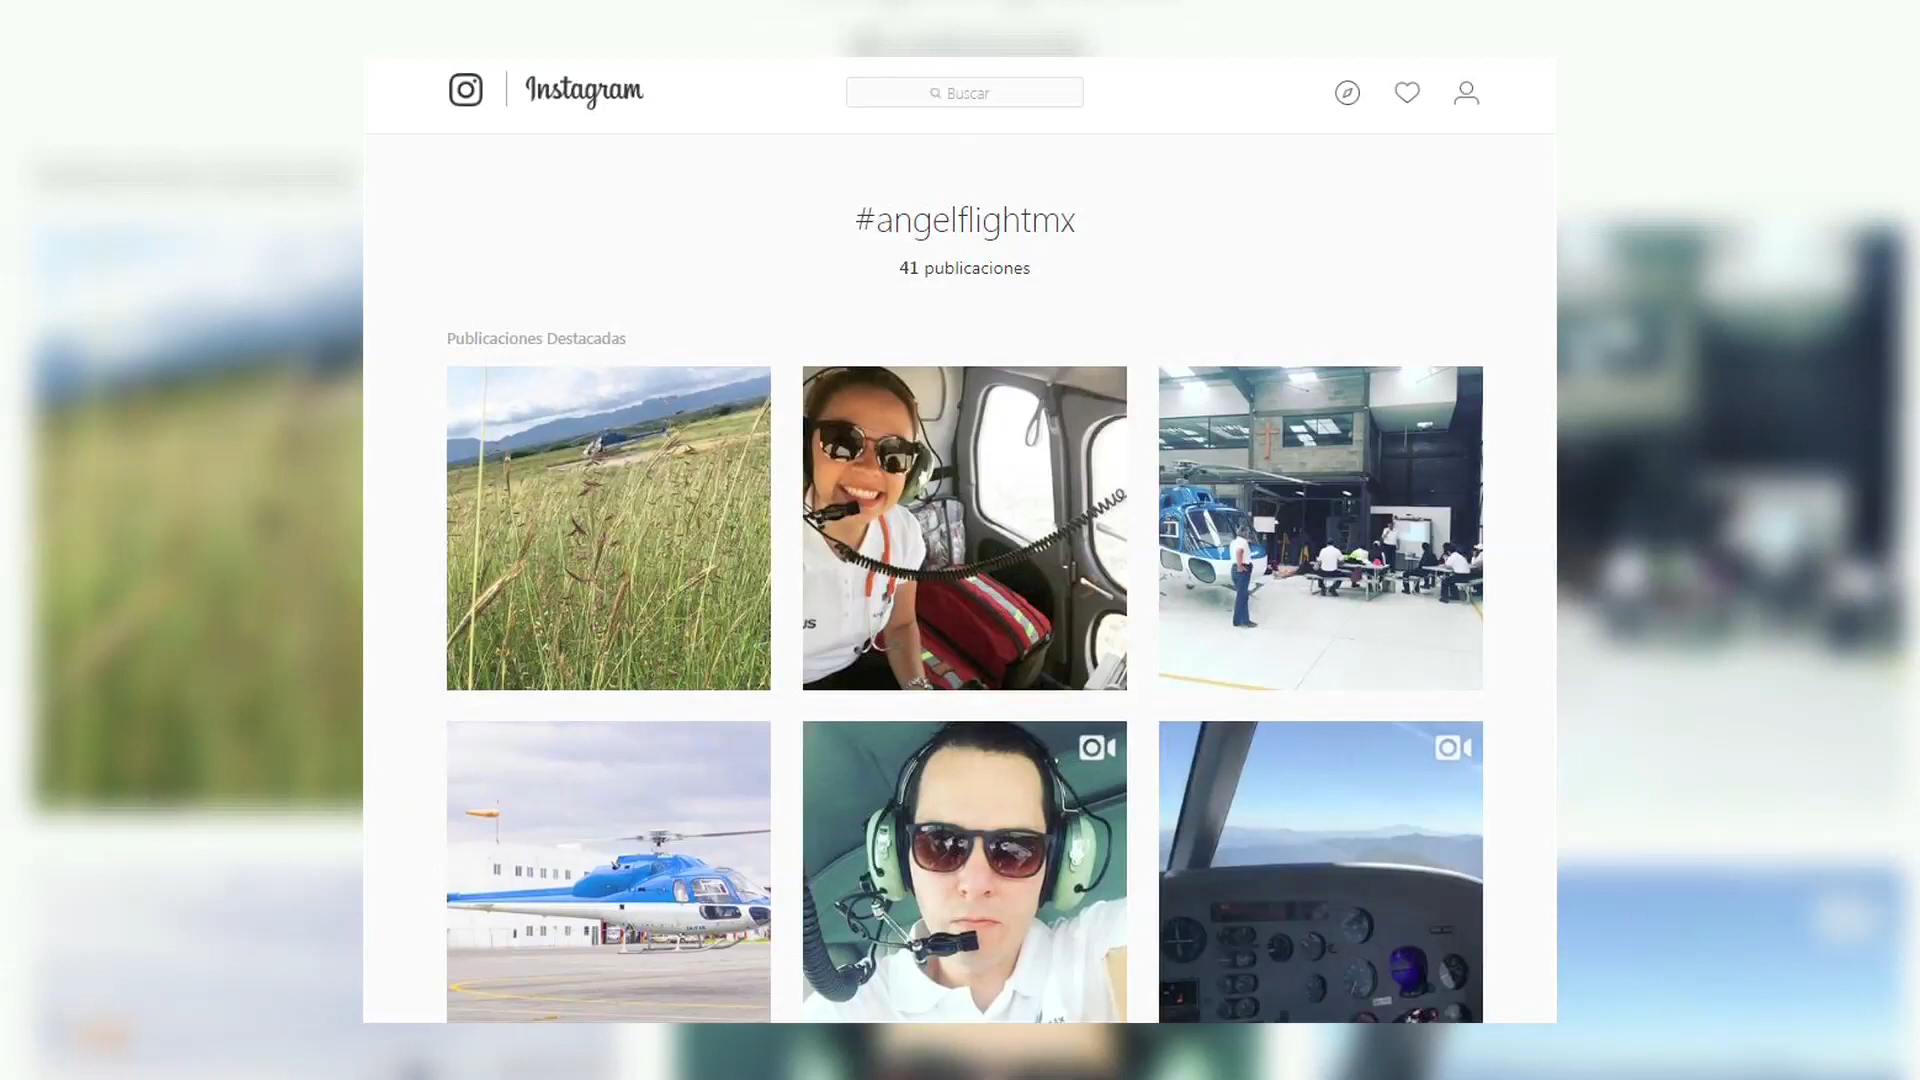 Instagram
Buscar
#angelflightmx
41 publicaciones
Publicaciones Destacadas